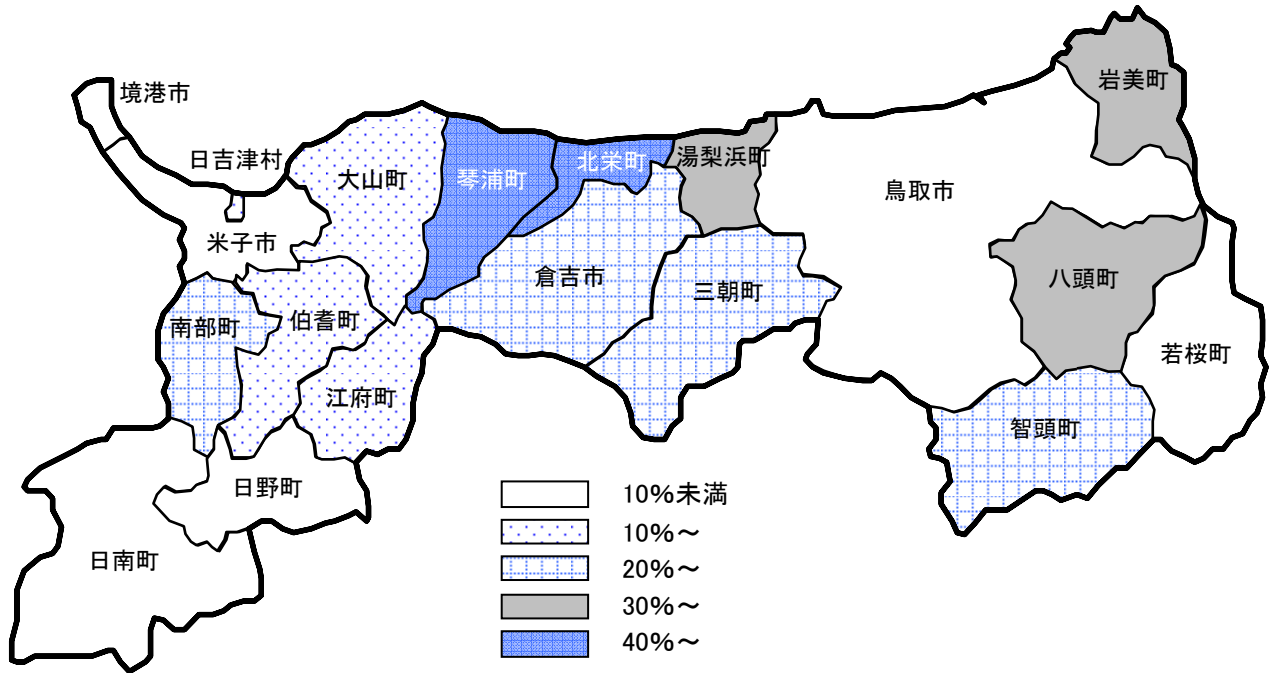 岩美町
境港市
日吉津村
大山町
琴浦町
北栄町
湯梨浜町
鳥取市
米子市
倉吉市
三朝町
八頭町
南部町
伯耆町
若桜町
江府町
智頭町
日野町
日南町
10%未満
10%～
20%～
30%～
40%～